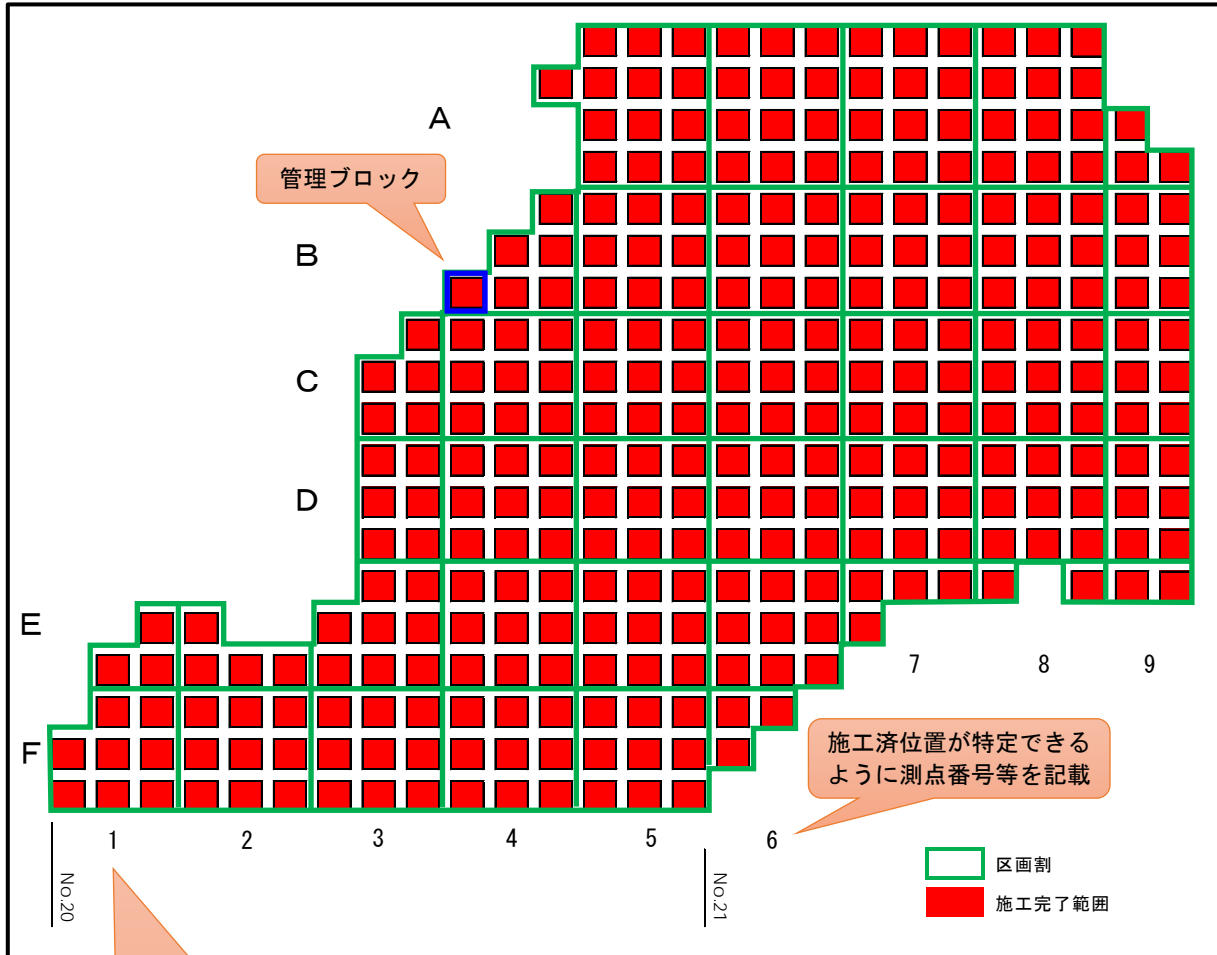 A
管理ブロック
B
C
D
E
7
8
9
F
施工済位置が特定できる
ように測点番号等を記載
1
2
3
4
5
6
No.20
No.21
区画割
施工完了範囲